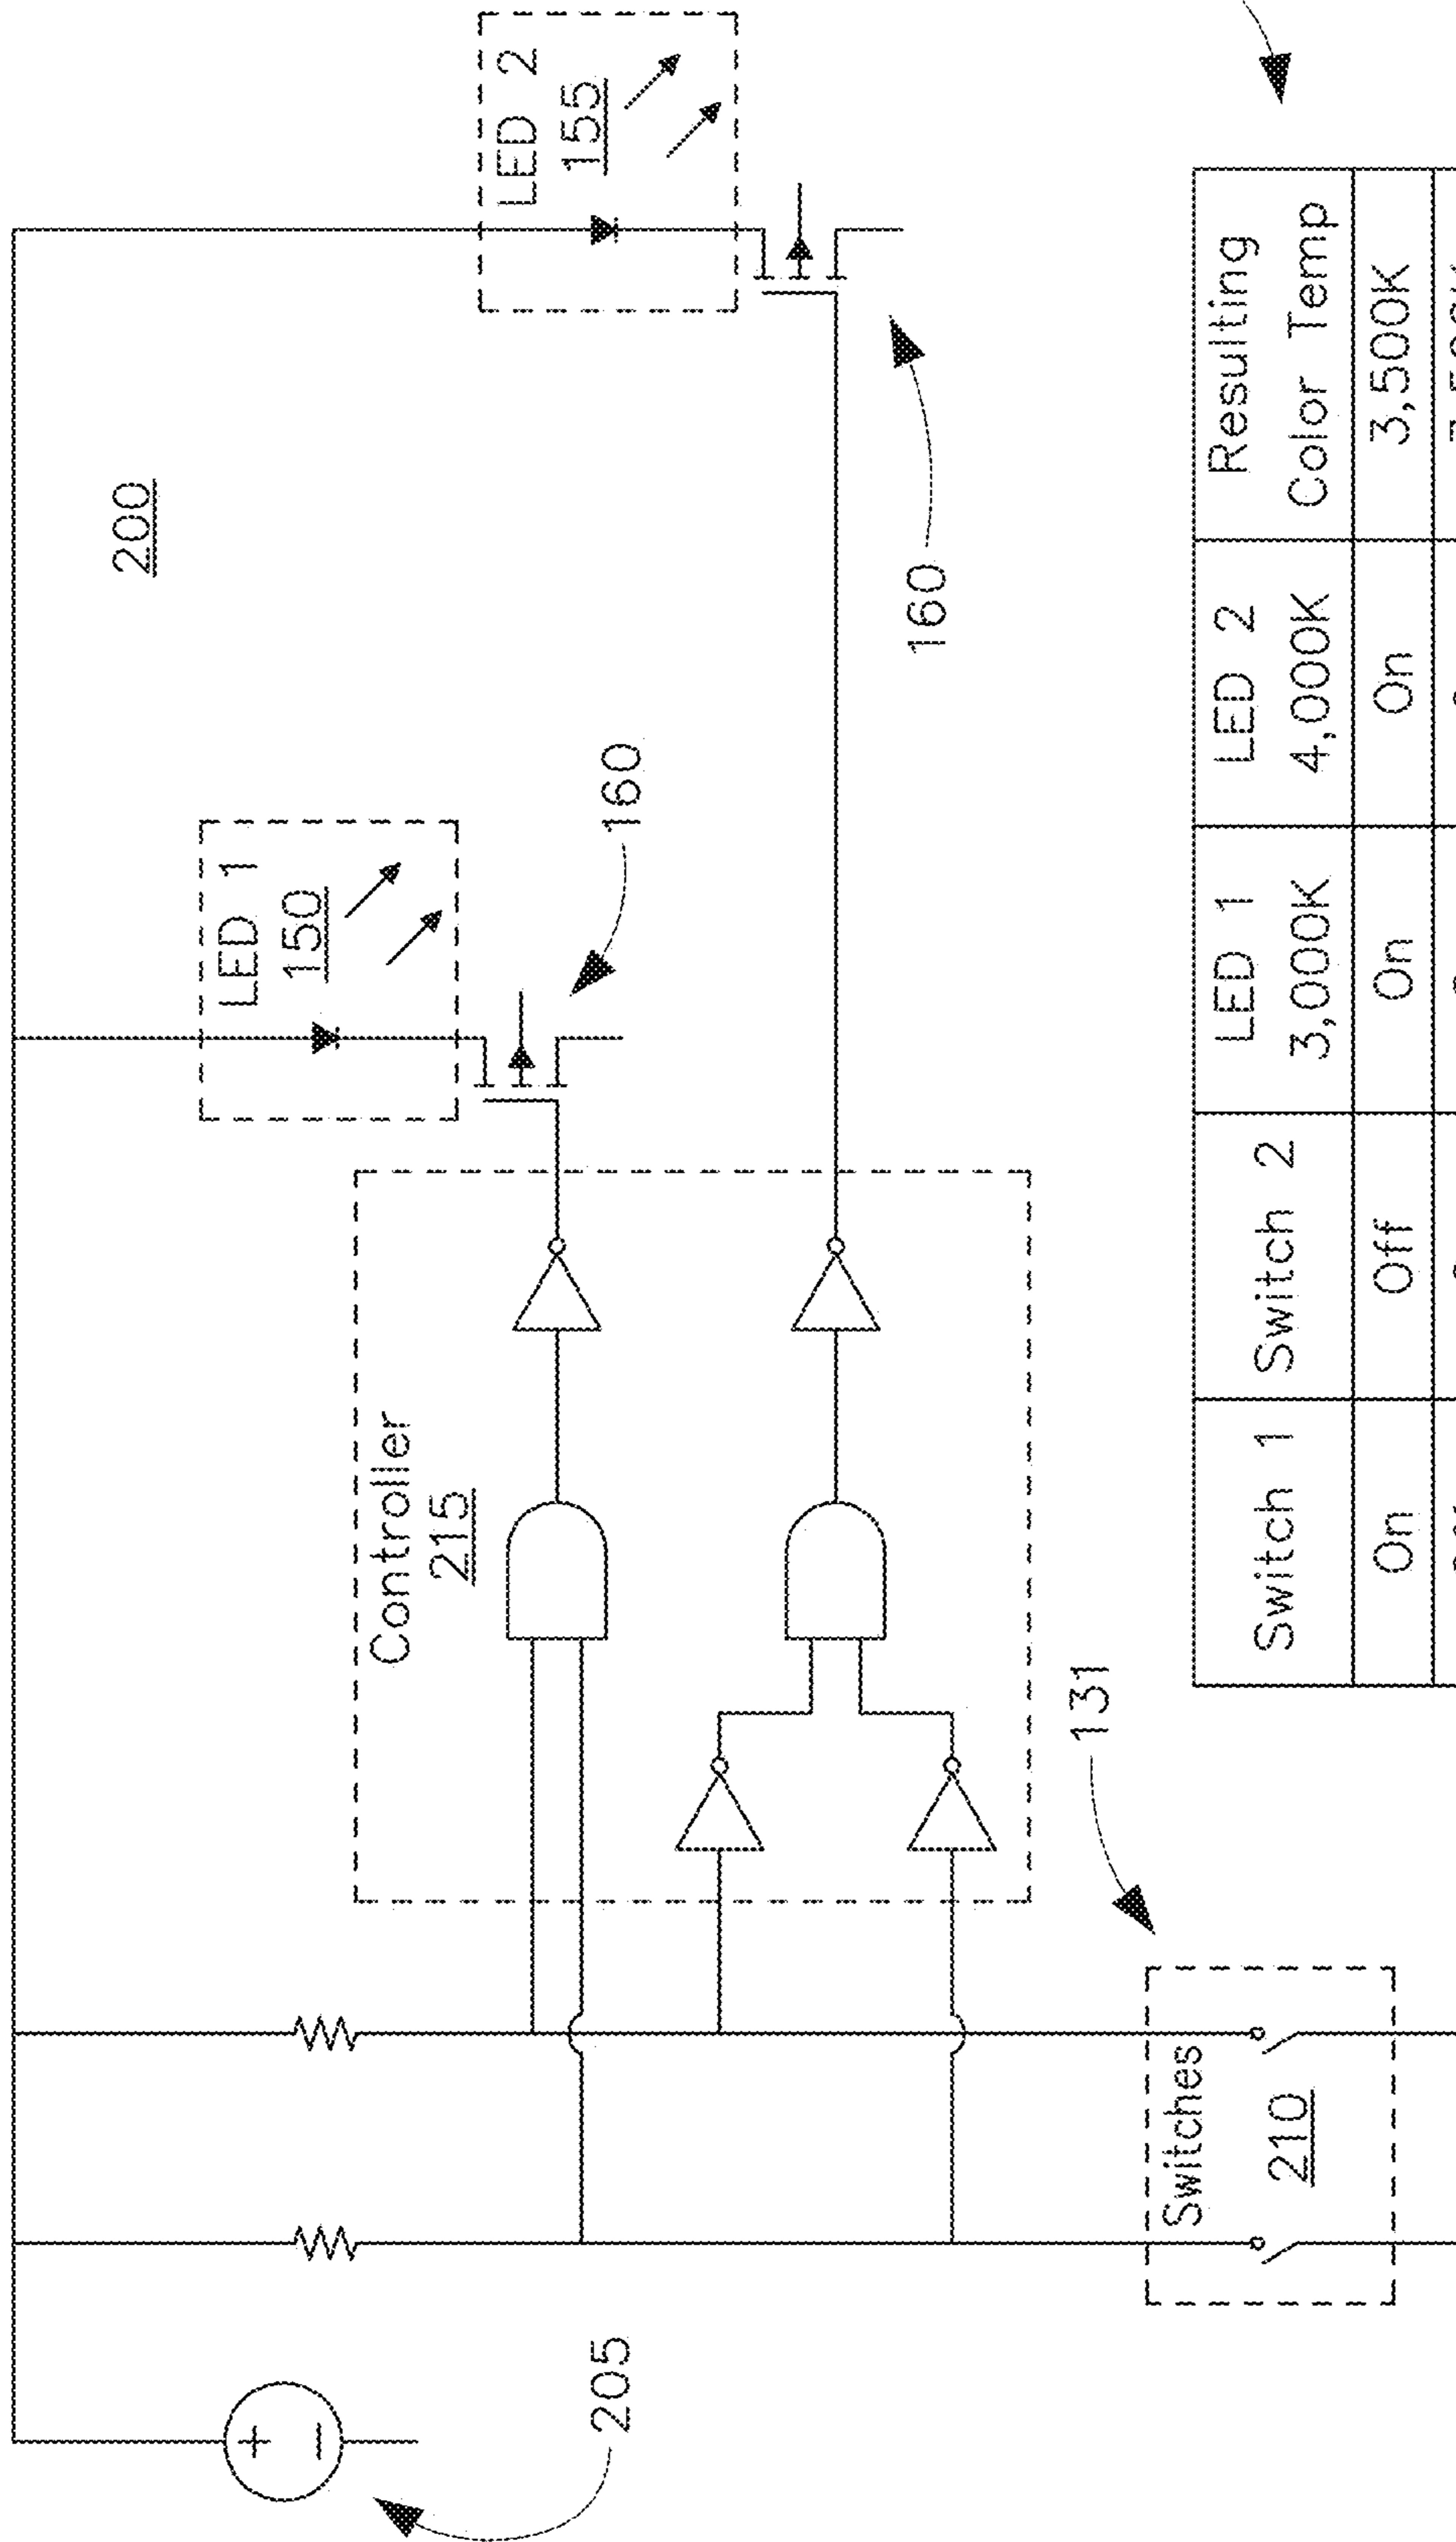 200
LED 1
150
LED 2
155
160
160
Controller
215
205
Switches
210
131
+
−
Switch 1 Switch 2 LED 1 3,000K LED 2 4,000K Resulting Color Temp
On Off On On 3,500K